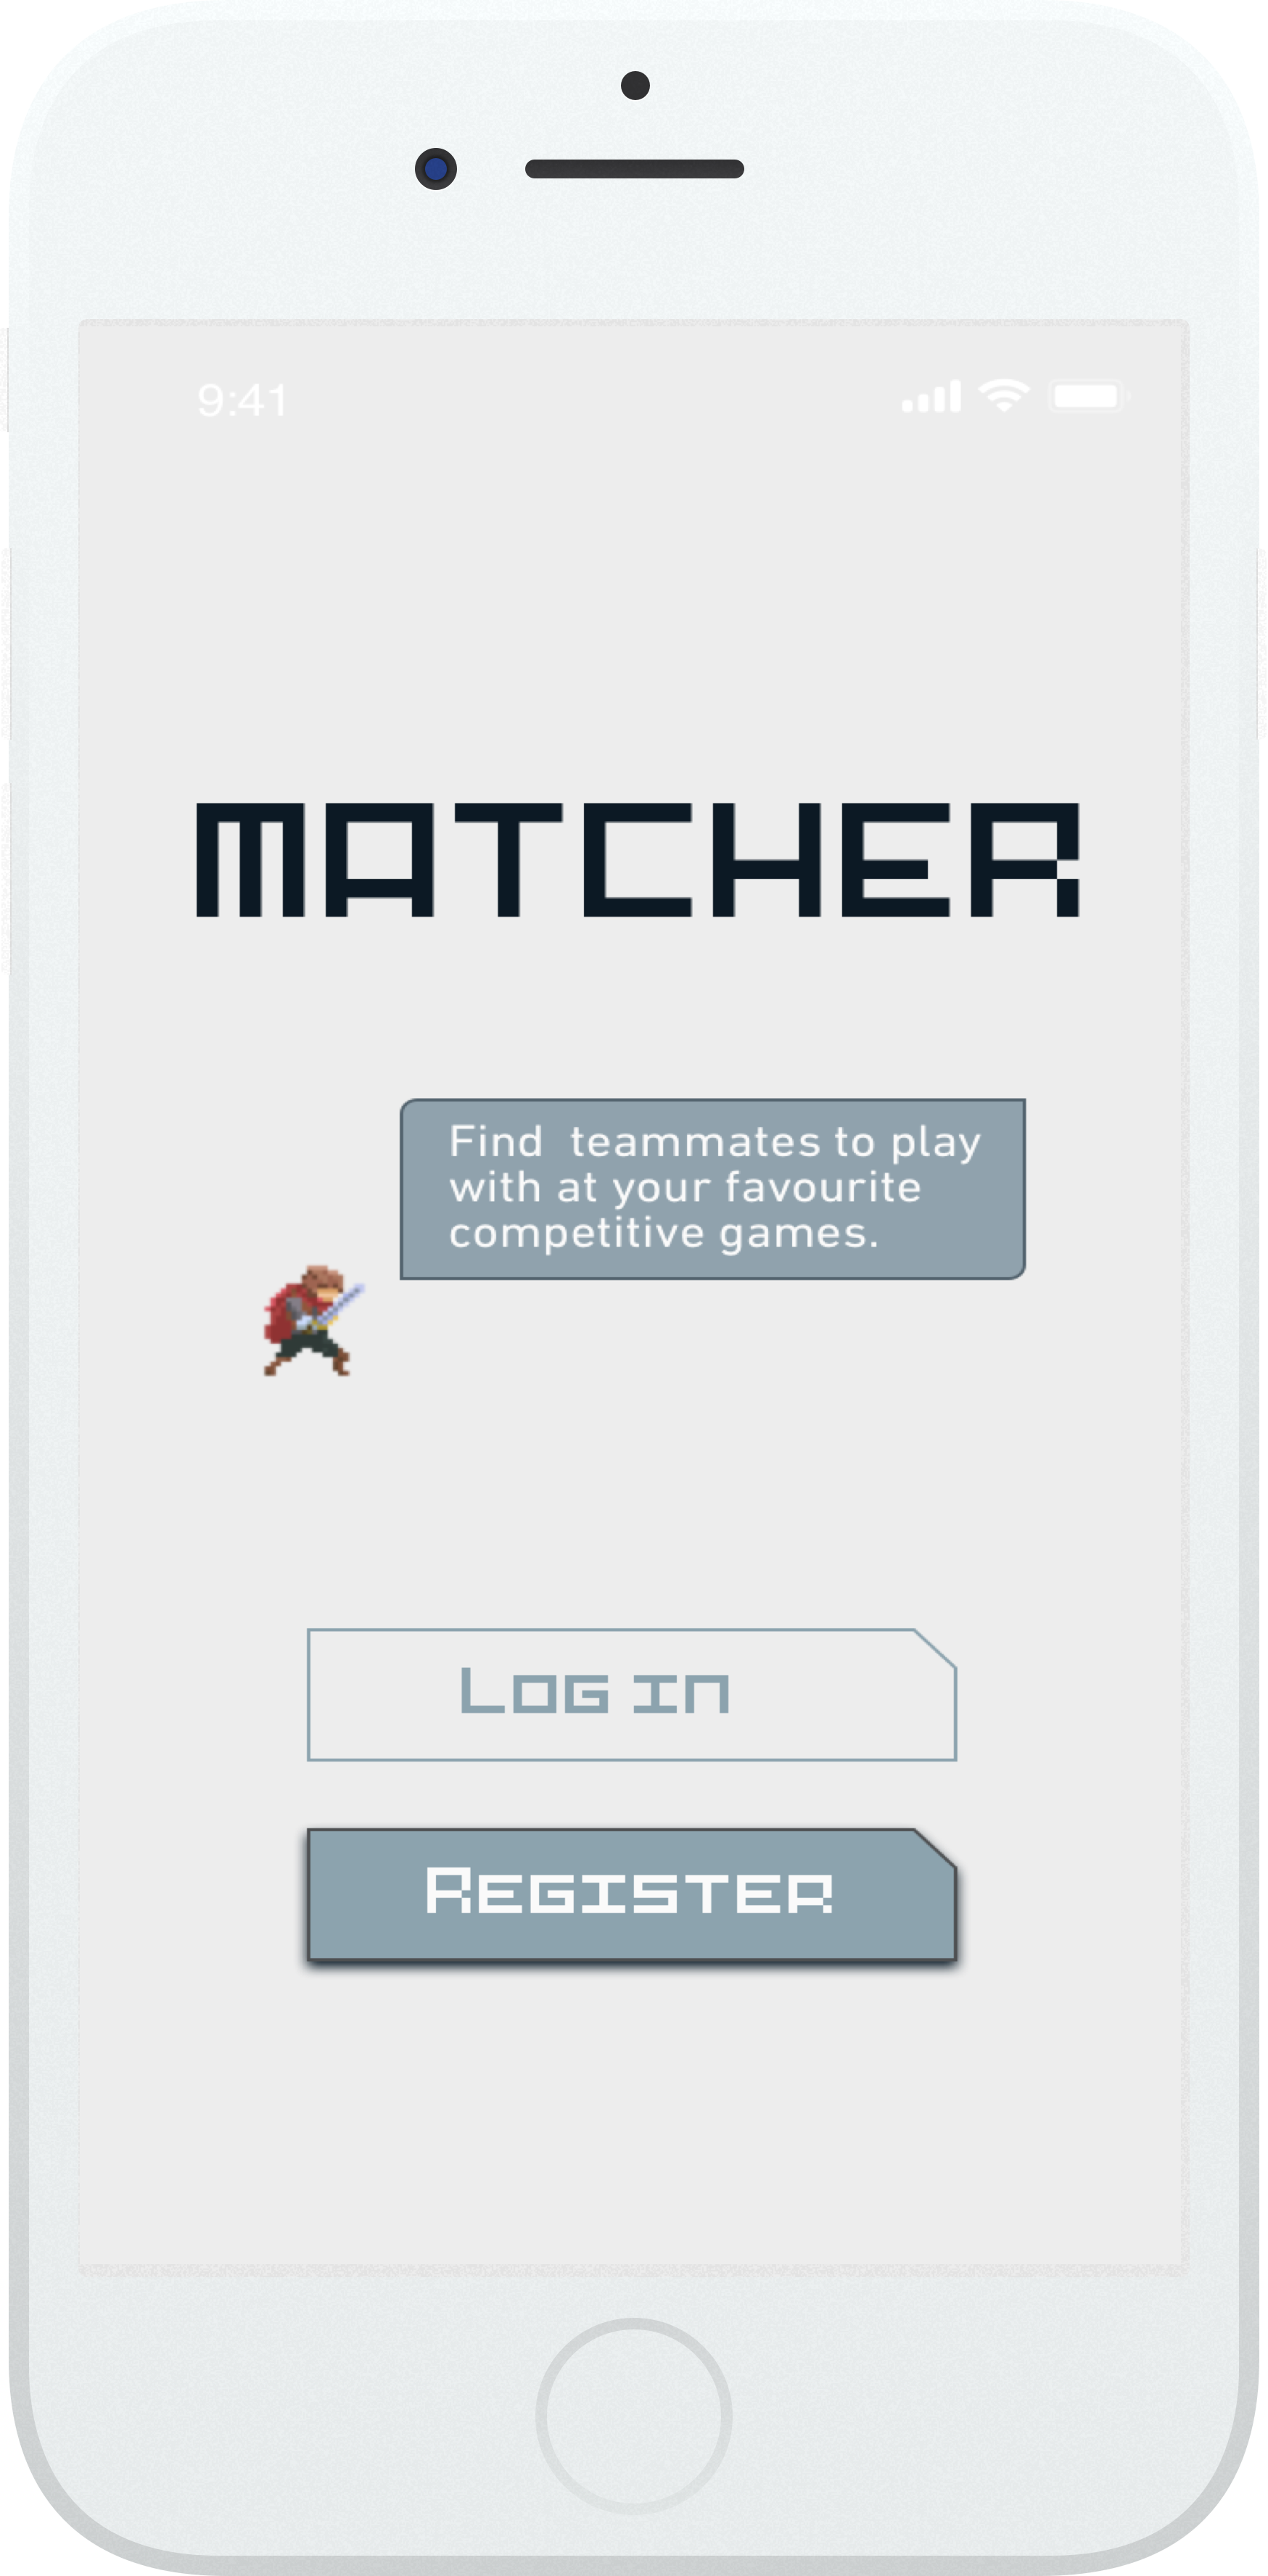 9:41
MATCHER
Find  teammates to play
with at your favourite
competitive games.
Log in
Register